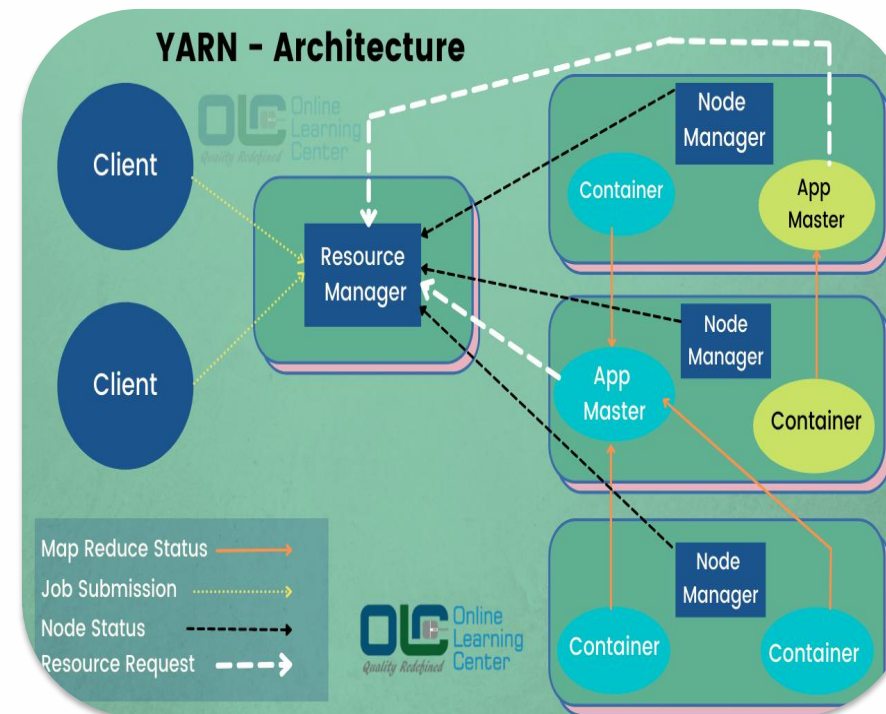 YARN - Architecture
OLC Online
Learning
Center
Quality Redefined
Client
Client
Resource
Manager
Node
Manager
Container
App
Master
Node
Manager
App
Master
Container
Node
Manager
Container
Container
Map Reduce Status
Job Submission
Node Status
Resource Request
OLC Online
Learning
Center
Quality Redefined